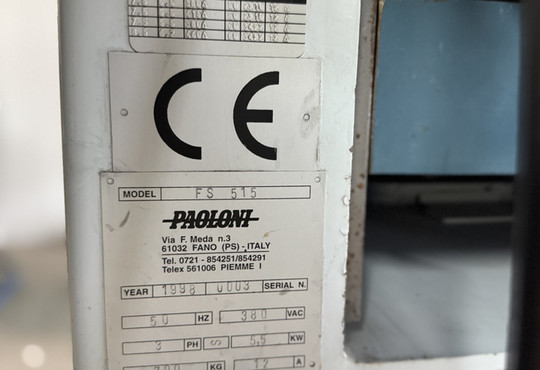 CE
MODEL FS 515
PAOLONI
Via F. Meda n.3
61032 FANO (PS) - ITALY
Tel. 0721 - 854251/854291
Telex 561006 PIEMME I
YEAR 1998 0003 SERIAL N.
50 HZ 380 VAC
3 PH S 5,5 KW
KG 12 A